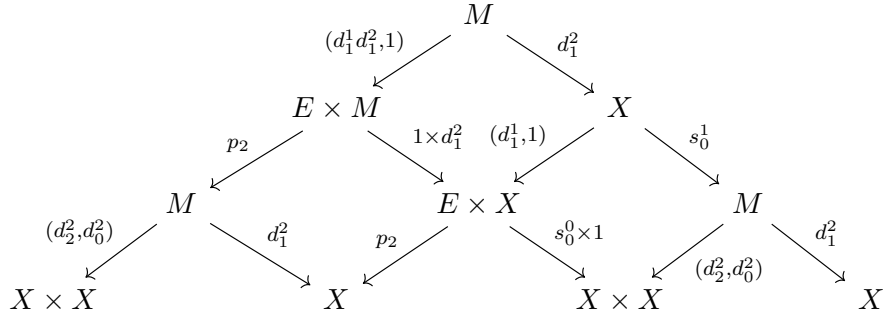 M
(d_1^1 d_1^2,1) d_1^2
E × M X
p_2 1×d_1^2 (d_1^1,1) s_0^1
M E × X M
(d_2^2,d_0^2) d_1^2 p_2 s_0^0×1 (d_2^2,d_0^2) d_1^2
X × X X X × X X